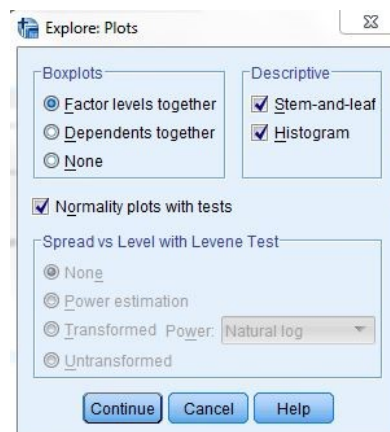 Explore: Plots
Boxplots
Factor levels together
Dependents together
None
Descriptive
Stem-and-leaf
Histogram
Normality plots with tests
Spread vs Level with Levene Test
None
Power estimation
Transformed Power: Natural log
Untransformed
Continue Cancel Help